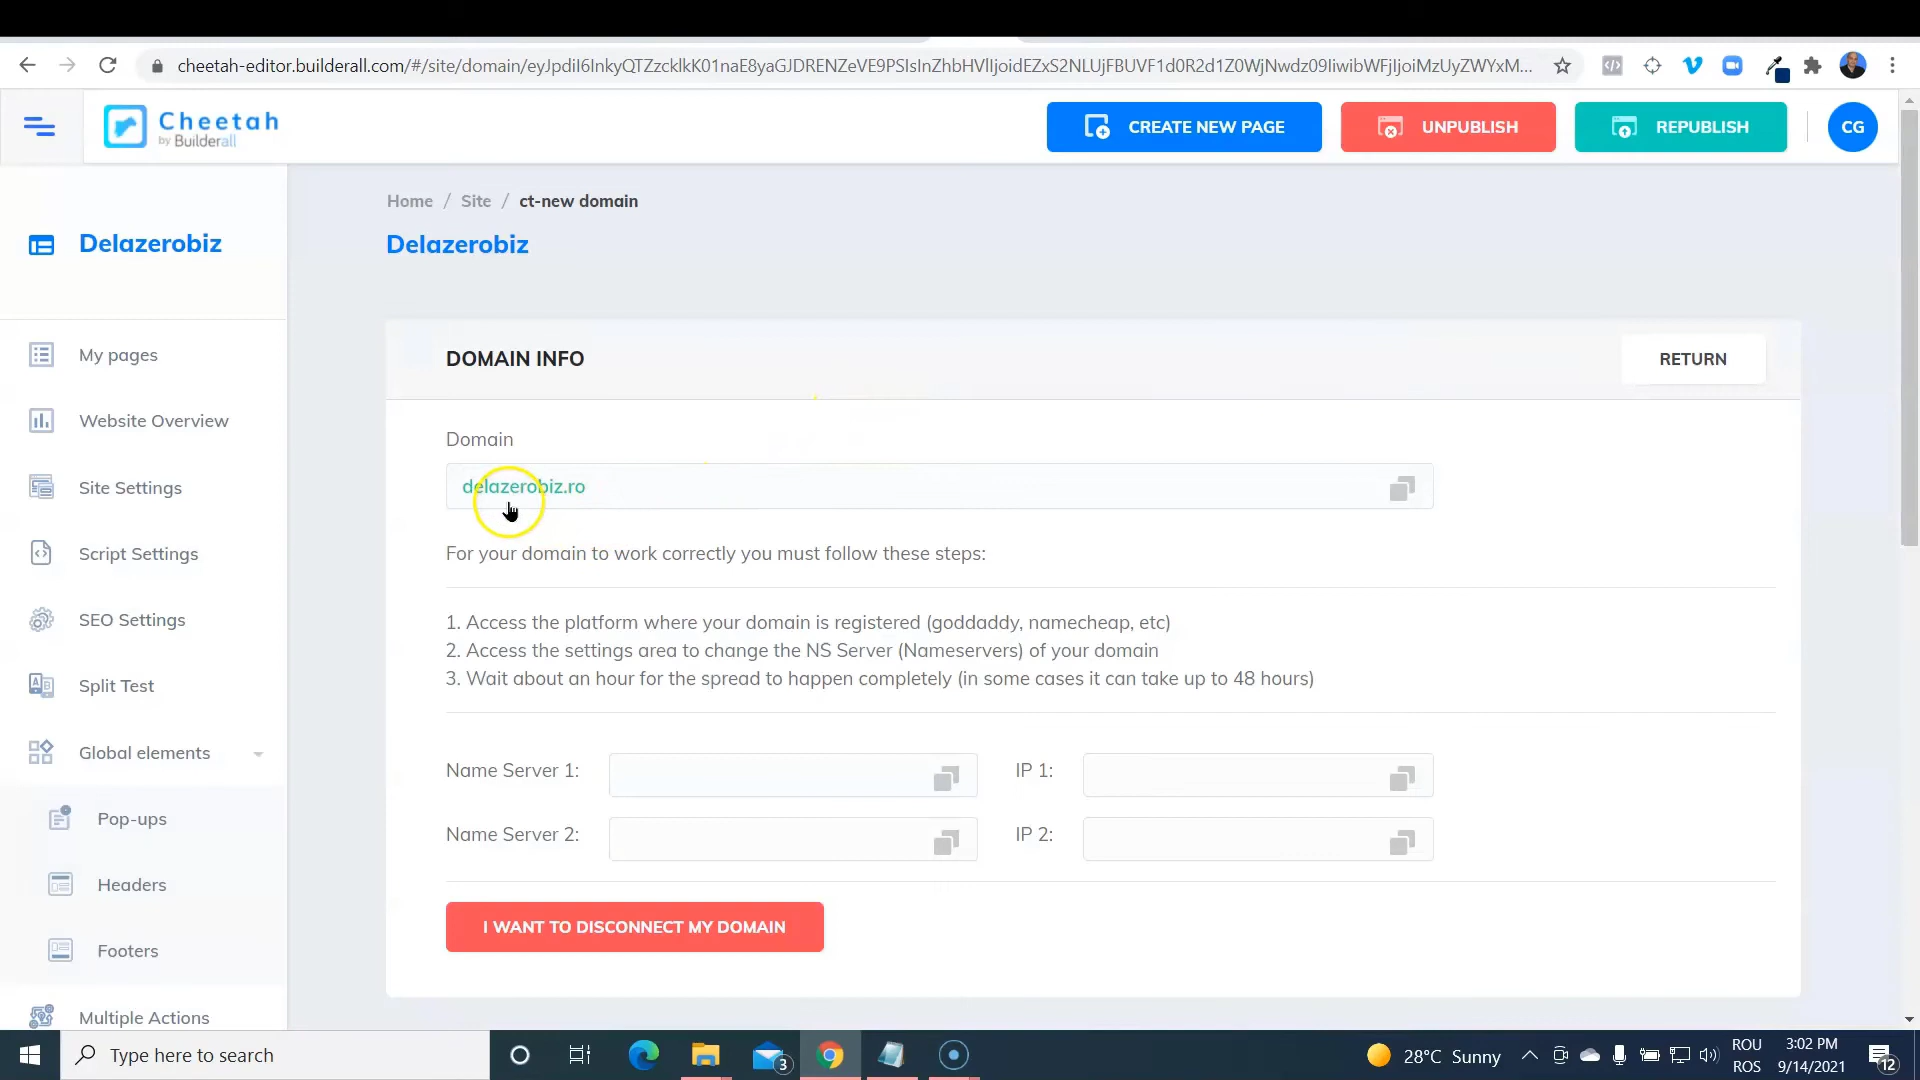 cheetah-editor.builderall.com/#/site/domain/eyJpdiI6InkyQTZzcklkK01naE8yaGJDRENZeVE9PSIsInZhbHVlIjoidEZxS2NLUjFBUVF1d0R2d1Z0WjNwdz09IiwibWFjIjoiMzUyZWYxM...
Cheetah
by Builderall
CREATE NEW PAGE
UNPUBLISH
REPUBLISH
CG
Delazerobiz
My pages
Website Overview
Site Settings
Script Settings
SEO Settings
Split Test
Global elements
Pop-ups
Headers
Footers
Multiple Actions
Home / Site / ct-new domain
Delazerobiz
DOMAIN INFO
RETURN
Domain
delazerobiz.ro
For your domain to work correctly you must follow these steps:
1. Access the platform where your domain is registered (goddaddy, namecheap, etc)
2. Access the settings area to change the NS Server (Nameservers) of your domain
3. Wait about an hour for the spread to happen completely (in some cases it can take up to 48 hours)
Name Server 1:
IP 1:
Name Server 2:
IP 2:
I WANT TO DISCONNECT MY DOMAIN
Type here to search
3
28°C Sunny
ROU
ROS
3:02 PM
9/14/2021
12